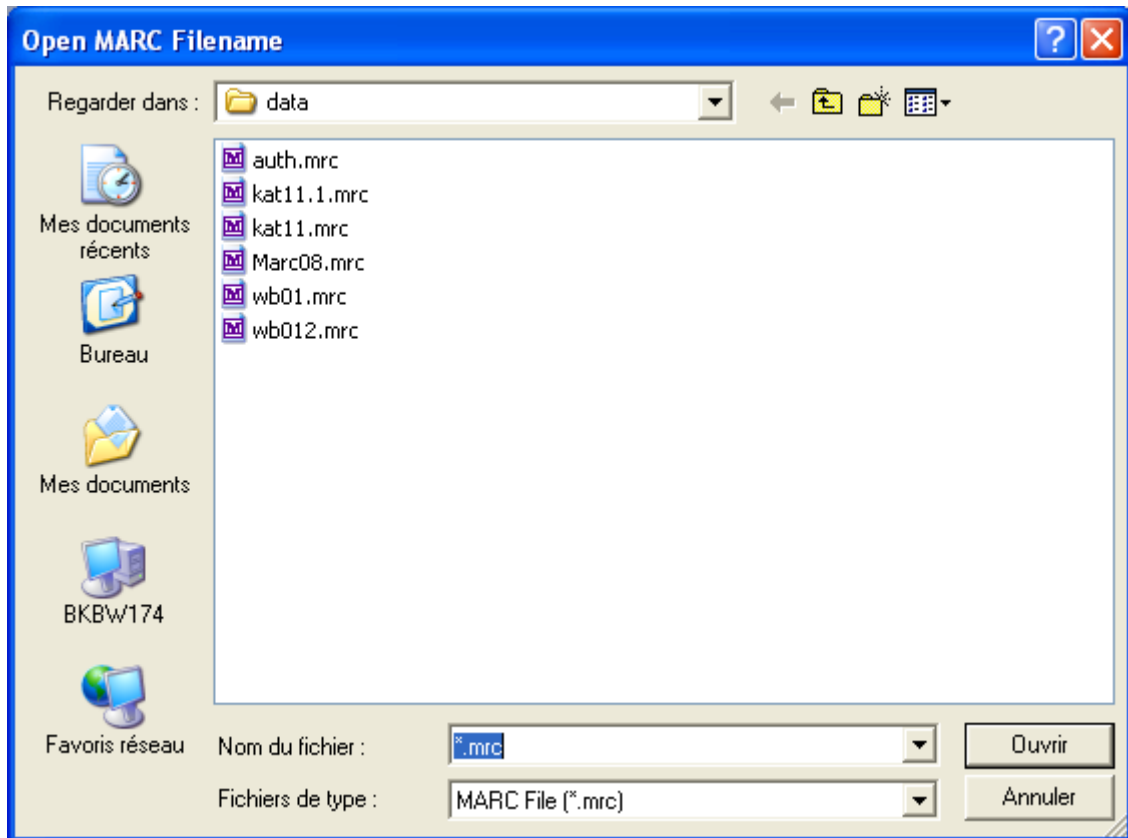 Open MARC Filename
Regarder dans :
data
auth.mrc
kat11.1.mrc
kat11.mrc
Marc08.mrc
wb01.mrc
wb012.mrc
Mes documents
récents
Bureau
Mes documents
BKBW174
Favoris réseau
Nom du fichier :
*.mrc
Ouvrir
Fichiers de type :
MARC File (*.mrc)
Annuler